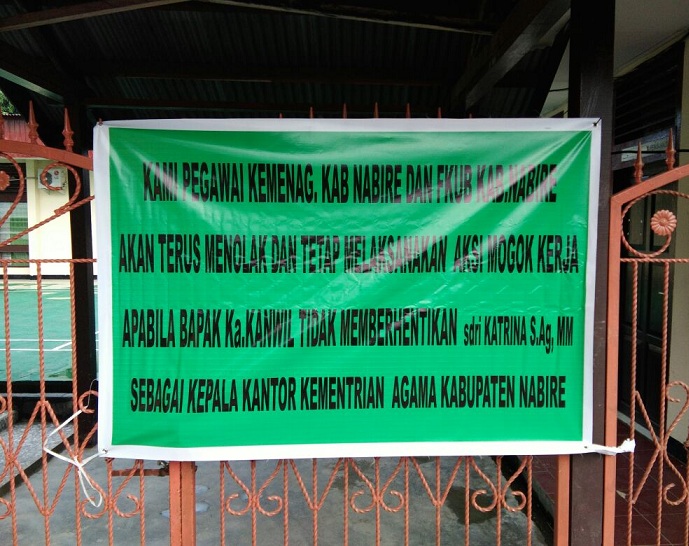 KAMI PEGAWAI KEMENAG. KAB NABIRE DAN FKUB KAB.NABIRE
AKAN TERUS MENOLAK DAN TETAP MELAKSANAKAN AKSI MOGOK KERJA
APABILA BAPAK Ka.KANWIL TIDAK MEMBERHENTIKAN sdri KATRINA S.Ag, MM
SEBAGAI KEPALA KANTOR KEMENTRIAN AGAMA KABUPATEN NABIRE